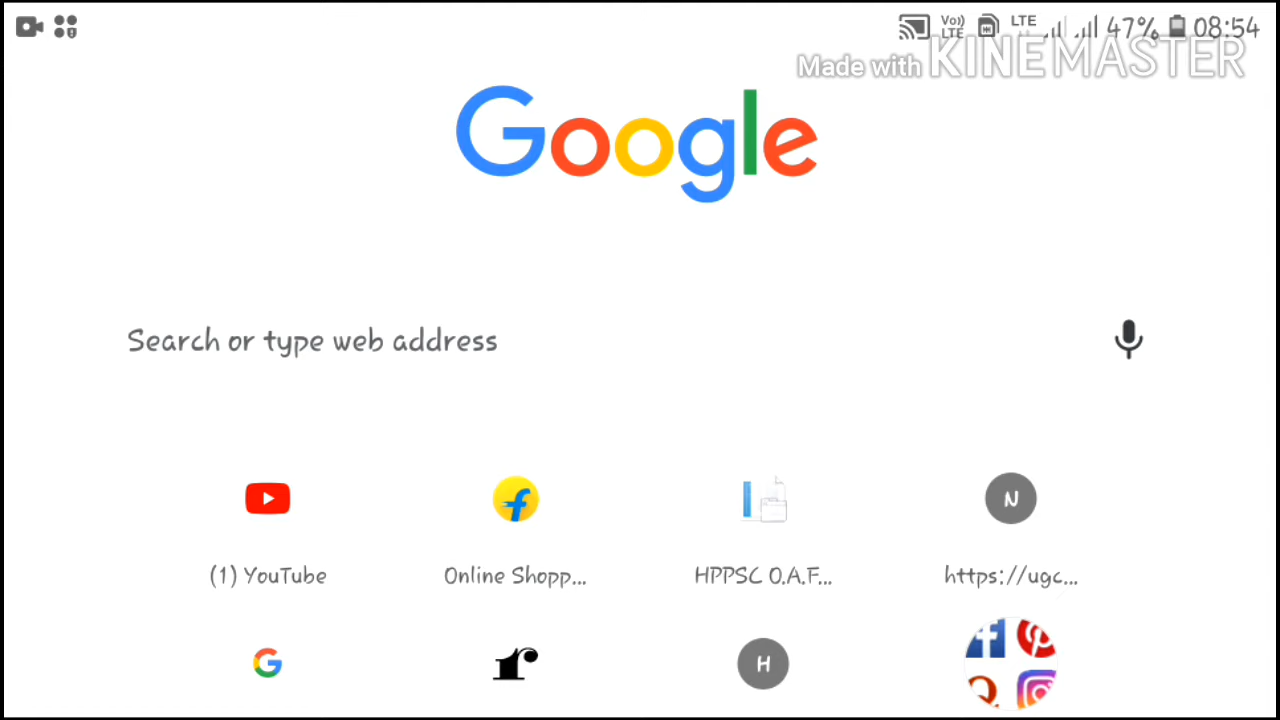 Vo)) LTE LTE 47% 08:54
Made with KINEMASTER
Google
Search or type web address
(1) YouTube
Online Shopp...
HPPSC O.A.F...
N
https://ugc...
G
r
H